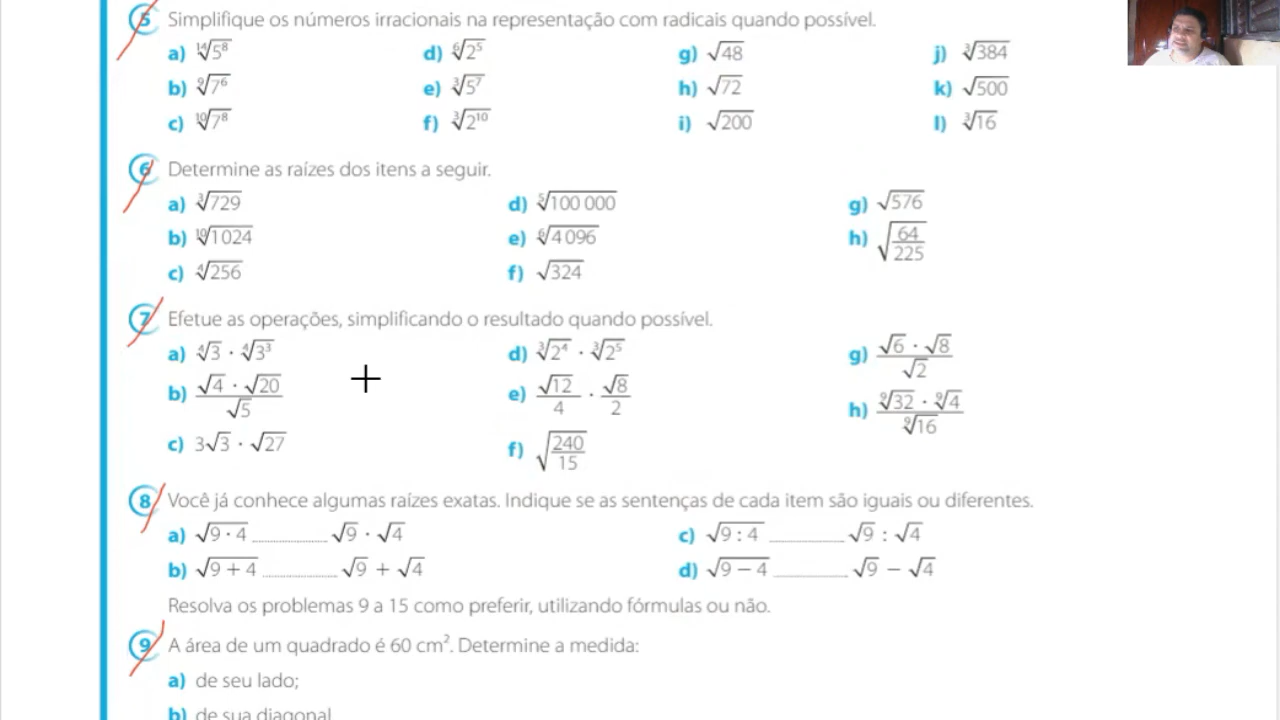 5 Simplifique os números irracionais na representação com radicais quando possível.
a) ¹⁴√5⁸ d) ⁶√2⁵ g) √48 j) ³√384
b) ⁹√7⁶ e) ³√5⁷ h) √72 k) √500
c) ¹⁰√7⁸ f) ³√2¹⁰ i) √200 l) ³√16
6 Determine as raízes dos itens a seguir.
a) ³√729 d) ⁵√100 000 g) √576
b) ¹⁰√1 024 e) ⁶√4 096 h) √(64/225)
c) ⁴√256 f) √324
7 Efetue as operações, simplificando o resultado quando possível.
a) ⁴√3 · ⁴√3³ d) ³√2⁴ · ³√2⁵ g) (√6 · √8)/√2
b) (√4 · √20)/√5 e) √12/4 · √8/2 h) (⁹√32 · ⁹√4)/⁹√16
c) 3√3 · √27 f) √(240/15)
8 Você já conhece algumas raízes exatas. Indique se as sentenças de cada item são iguais ou diferentes.
a) √(9 · 4) ............ √9 · √4 c) √(9 : 4) ............ √9 : √4
b) √(9 + 4) ............ √9 + √4 d) √(9 − 4) ............ √9 − √4
Resolva os problemas 9 a 15 como preferir, utilizando fórmulas ou não.
9 A área de um quadrado é 60 cm². Determine a medida:
a) de seu lado;
b) de sua diagonal